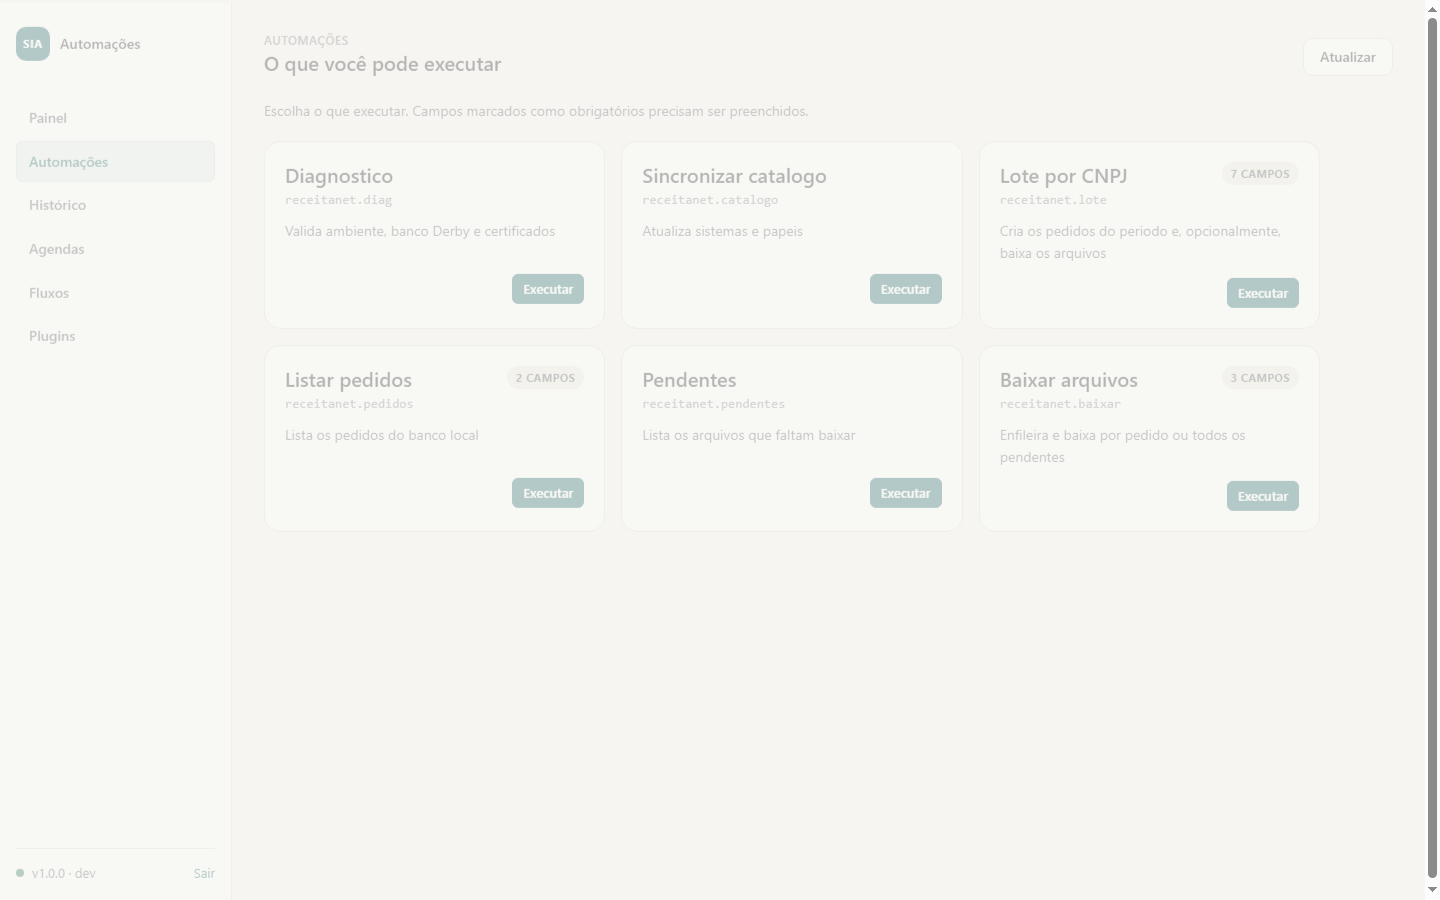 SIA Automações
Painel
Automações
Histórico
Agendas
Fluxos
Plugins
v1.0.0 · dev
Sair
AUTOMAÇÕES
O que você pode executar
Atualizar
Escolha o que executar. Campos marcados como obrigatórios precisam ser preenchidos.
Diagnostico
receitanet.diag
Valida ambiente, banco Derby e certificados
Executar
Sincronizar catalogo
receitanet.catalogo
Atualiza sistemas e papeis
Executar
Lote por CNPJ
7 CAMPOS
receitanet.lote
Cria os pedidos do periodo e, opcionalmente,
baixa os arquivos
Executar
Listar pedidos
2 CAMPOS
receitanet.pedidos
Lista os pedidos do banco local
Executar
Pendentes
receitanet.pendentes
Lista os arquivos que faltam baixar
Executar
Baixar arquivos
3 CAMPOS
receitanet.baixar
Enfileira e baixa por pedido ou todos os
pendentes
Executar